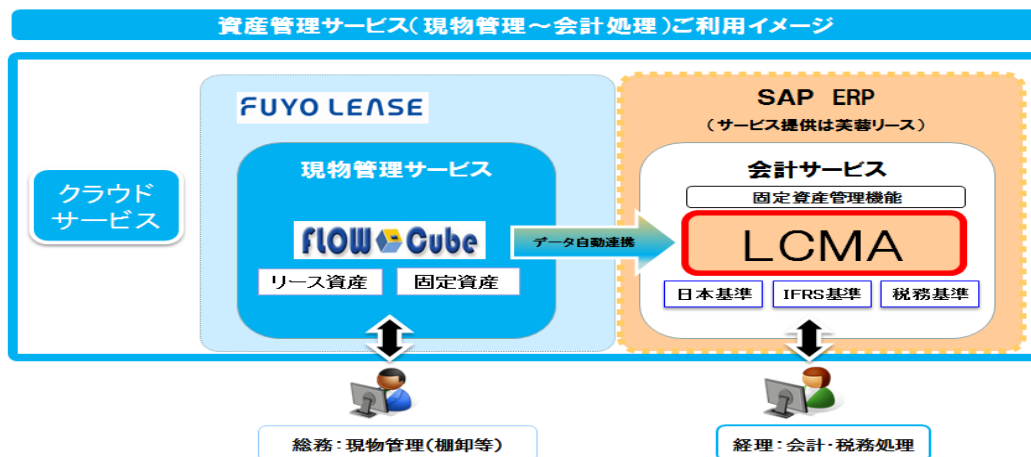 資産管理サービス(現物管理～会計処理)ご利用イメージ
クラウド
サービス
FUYO LEASE
現物管理サービス
FLOW Cube
リース資産
固定資産
データ自動連携
SAP ERP
(サービス提供は芙蓉リース)
会計サービス
固定資産管理機能
LCMA
日本基準
IFRS基準
税務基準
総務:現物管理(棚卸等)
経理:会計・税務処理